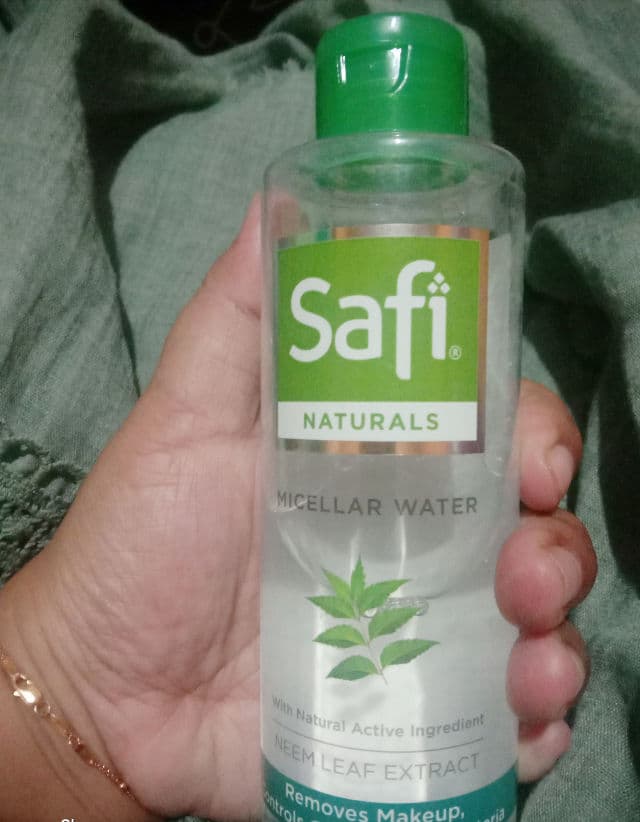 Safi®
NATURALS
MICELLAR WATER
With Natural Active Ingredient
NEEM LEAF EXTRACT
Removes Makeup,